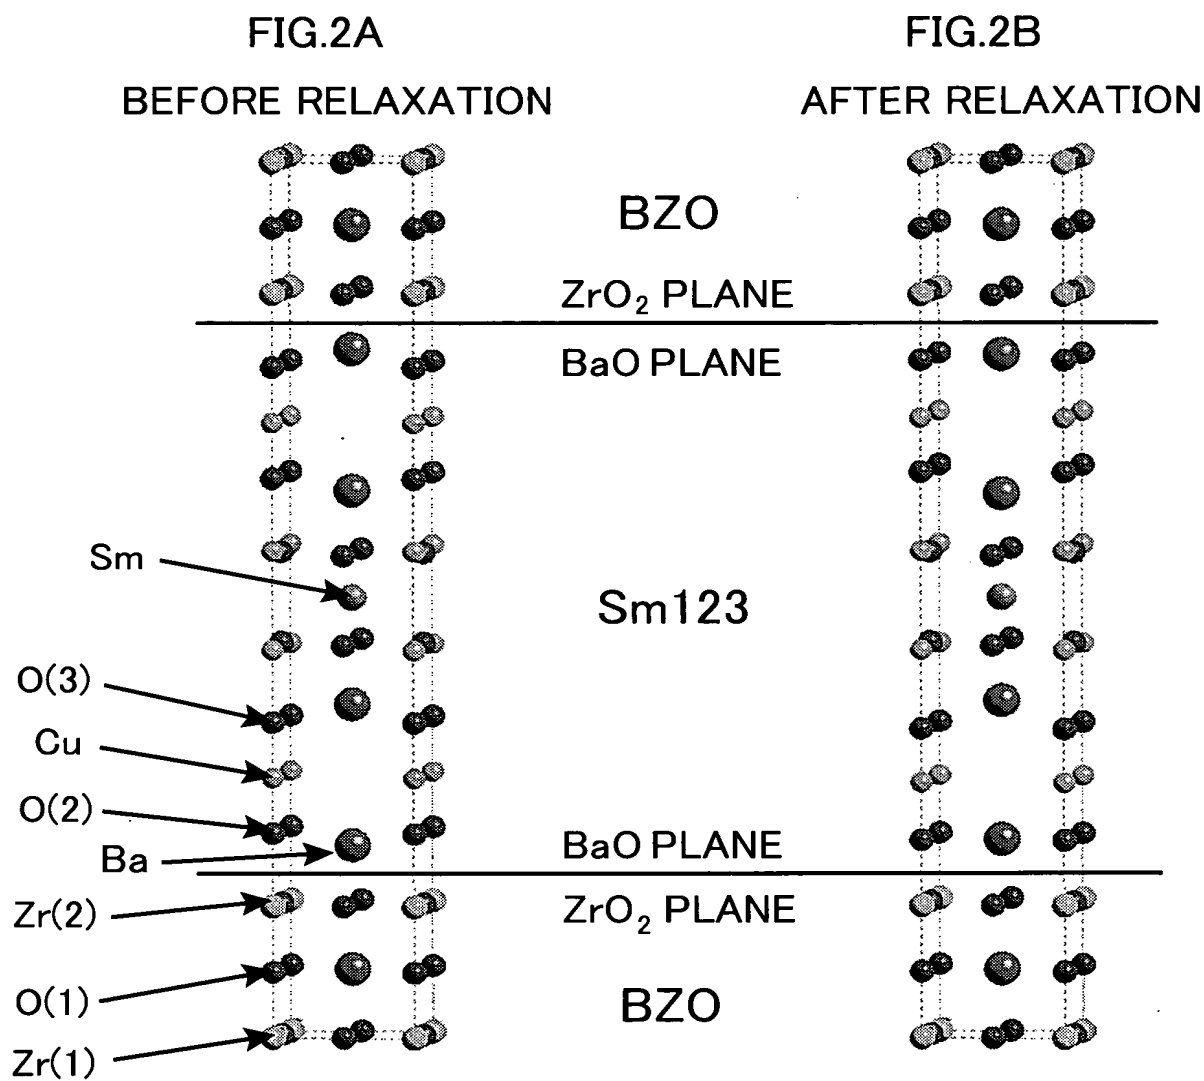 FIG.2A
FIG.2B
BEFORE RELAXATION
AFTER RELAXATION
BZO
ZrO2 PLANE
BaO PLANE
Sm
Sm123
O(3)
Cu
O(2)
BaO PLANE
Ba
Zr(2)
ZrO2 PLANE
O(1)
BZO
Zr(1)